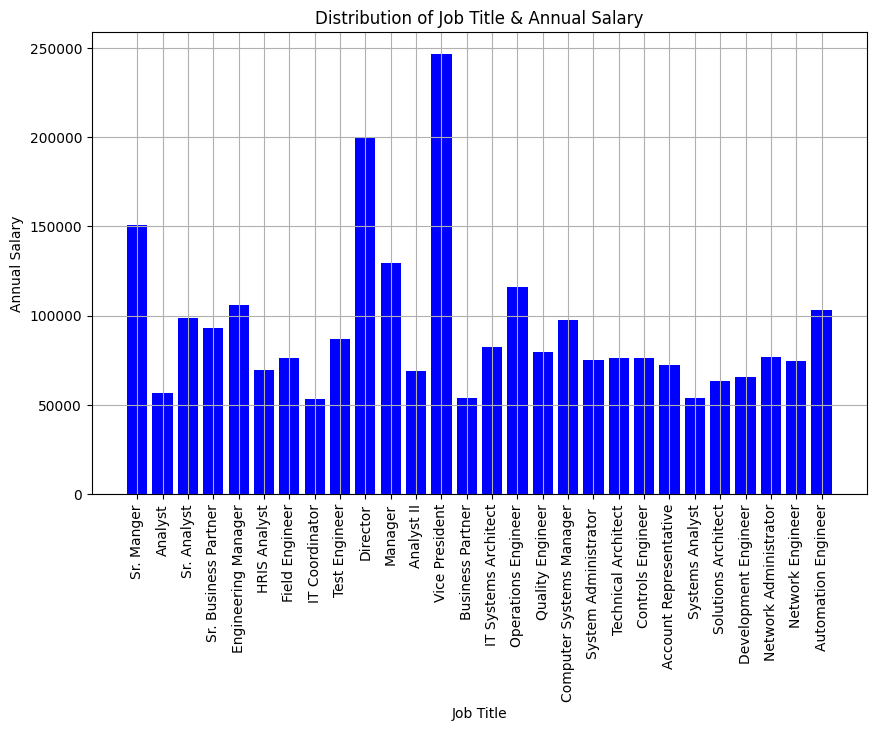 Distribution of Job Title & Annual Salary
250000
200000
150000
100000
50000
0
Annual Salary
Sr. Manger
Analyst
Sr. Analyst
Sr. Business Partner
Engineering Manager
HRIS Analyst
Field Engineer
IT Coordinator
Test Engineer
Director
Manager
Analyst II
Vice President
Business Partner
IT Systems Architect
Operations Engineer
Quality Engineer
Computer Systems Manager
System Administrator
Technical Architect
Controls Engineer
Account Representative
Systems Analyst
Solutions Architect
Development Engineer
Network Administrator
Network Engineer
Automation Engineer
Job Title